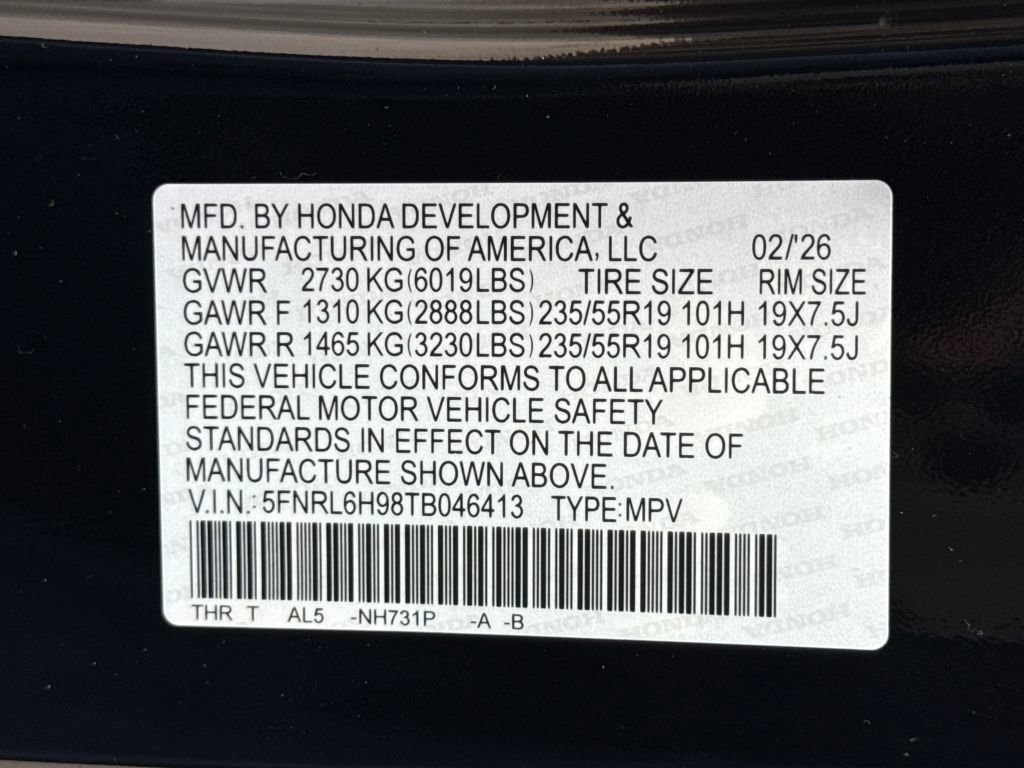 MFD. BY HONDA DEVELOPMENT &
MANUFACTURING OF AMERICA, LLC 02/'26
GVWR 2730 KG(6019LBS) TIRE SIZE RIM SIZE
GAWR F 1310 KG(2888LBS) 235/55R19 101H 19X7.5J
GAWR R 1465 KG(3230LBS) 235/55R19 101H 19X7.5J
THIS VEHICLE CONFORMS TO ALL APPLICABLE
FEDERAL MOTOR VEHICLE SAFETY
STANDARDS IN EFFECT ON THE DATE OF
MANUFACTURE SHOWN ABOVE.
V.I.N.: 5FNRL6H98TB046413 TYPE:MPV
THR T AL5 -NH731P -A -B